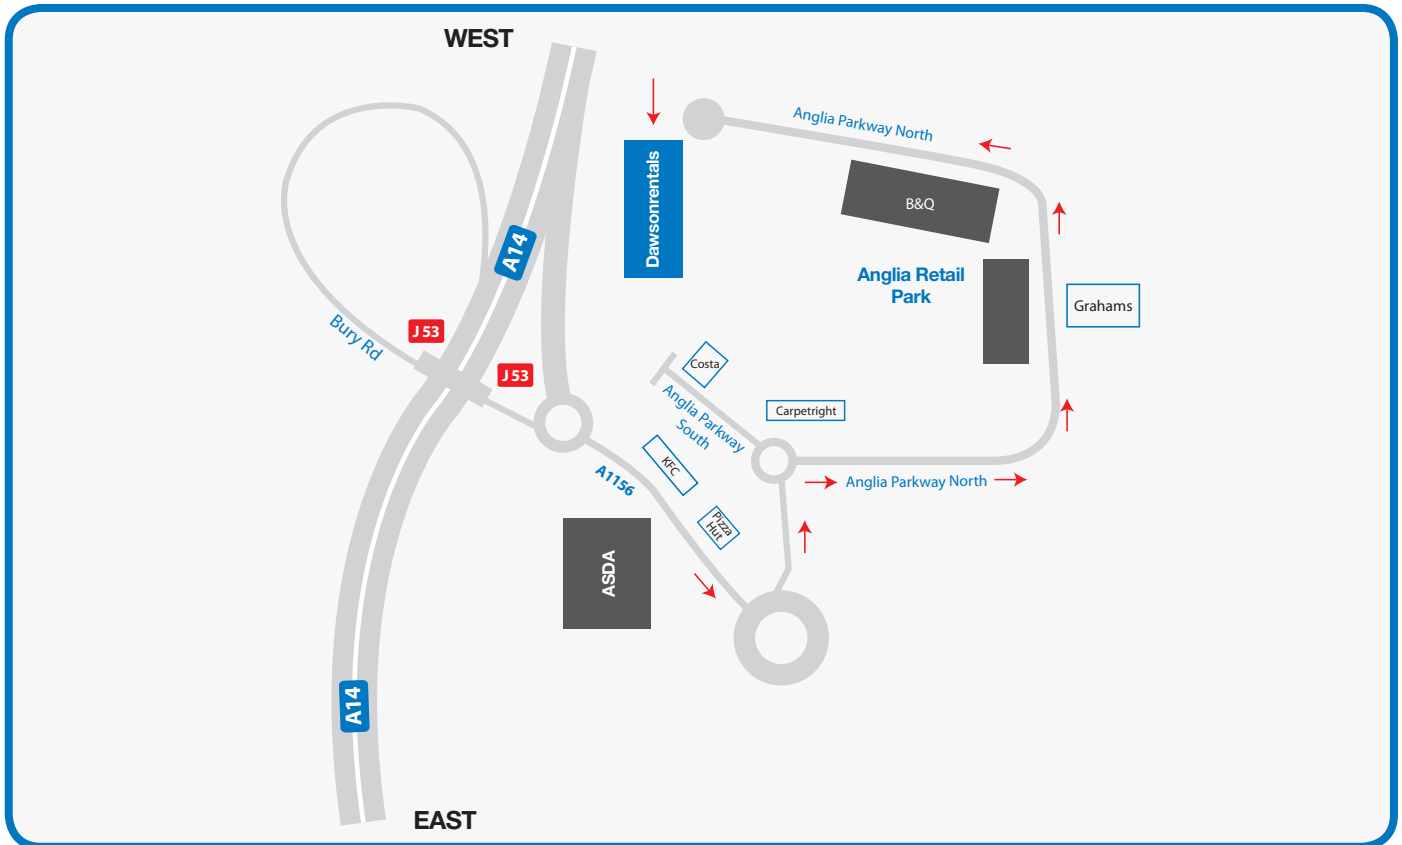 WEST
Anglia Parkway North
Dawsonrentals
B&Q
A14
Anglia Retail
Park
Grahams
Bury Rd
J 53
J 53
Costa
Anglia Parkway
South
Carpetright
KFC
A1156
Anglia Parkway North
Pizza
Hut
ASDA
A14
EAST